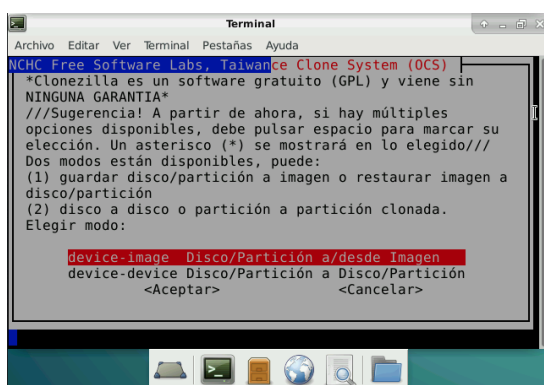 Terminal
Archivo Editar Ver Terminal Pestañas Ayuda
NCHC Free Software Labs, Taiwance Clone System (OCS)
*Clonezilla es un software gratuito (GPL) y viene sin
NINGUNA GARANTIA*
///Sugerencia! A partir de ahora, si hay múltiples
opciones disponibles, debe pulsar espacio para marcar su
elección. Un asterisco (*) se mostrará en lo elegido///
Dos modos están disponibles, puede:
(1) guardar disco/partición a imagen o restaurar imagen a
disco/partición
(2) disco a disco o partición a partición clonada.
Elegir modo:
device-image Disco/Partición a/desde Imagen
device-device Disco/Partición a Disco/Partición
<Aceptar> <Cancelar>